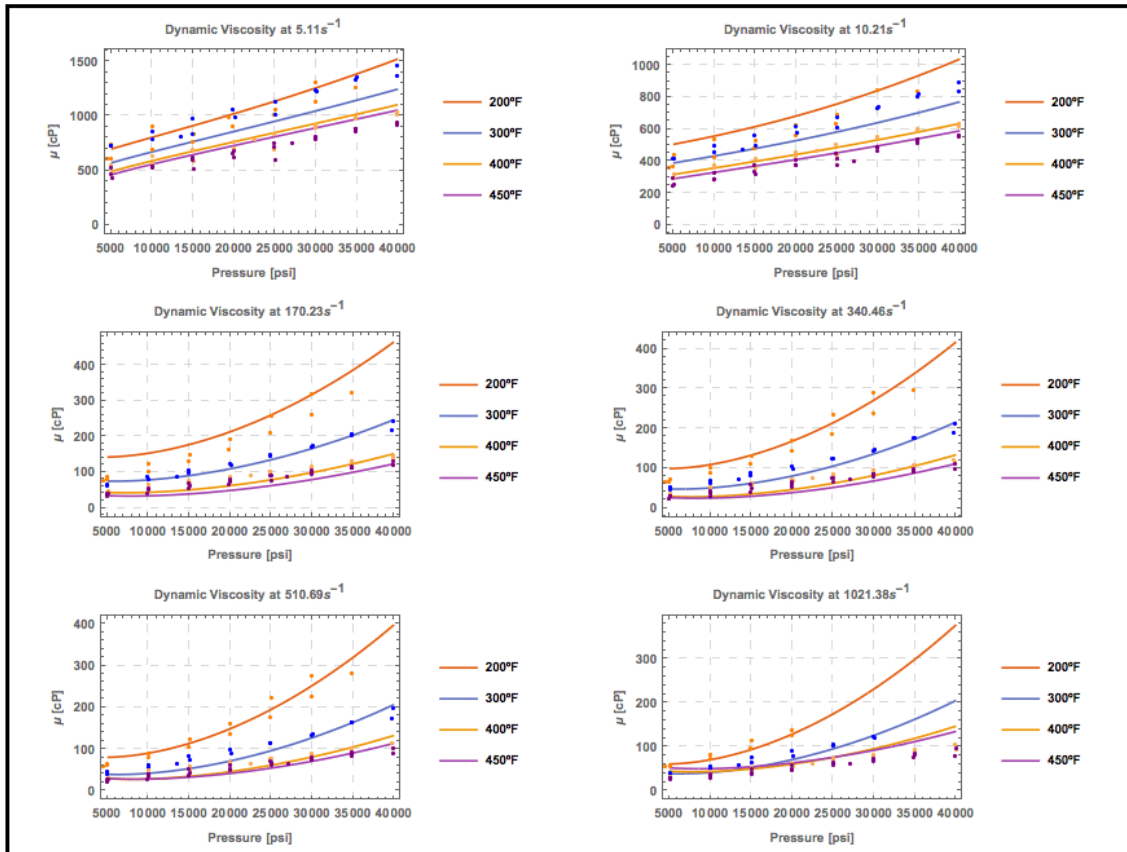 Dynamic Viscosity at 5.11s⁻¹
1500
1000
500
0
μ [cP]
5000 10000 15000 20000 25000 30000 35000 40000
Pressure [psi]
200ºF
300ºF
400ºF
450ºF
Dynamic Viscosity at 10.21s⁻¹
1000
800
600
400
200
0
μ [cP]
5000 10000 15000 20000 25000 30000 35000 40000
Pressure [psi]
200ºF
300ºF
400ºF
450ºF
Dynamic Viscosity at 170.23s⁻¹
400
300
200
100
0
μ [cP]
5000 10000 15000 20000 25000 30000 35000 40000
Pressure [psi]
200ºF
300ºF
400ºF
450ºF
Dynamic Viscosity at 340.46s⁻¹
400
300
200
100
0
μ [cP]
5000 10000 15000 20000 25000 30000 35000 40000
Pressure [psi]
200ºF
300ºF
400ºF
450ºF
Dynamic Viscosity at 510.69s⁻¹
400
300
200
100
0
μ [cP]
5000 10000 15000 20000 25000 30000 35000 40000
Pressure [psi]
200ºF
300ºF
400ºF
450ºF
Dynamic Viscosity at 1021.38s⁻¹
300
200
100
0
μ [cP]
5000 10000 15000 20000 25000 30000 35000 40000
Pressure [psi]
200ºF
300ºF
400ºF
450ºF